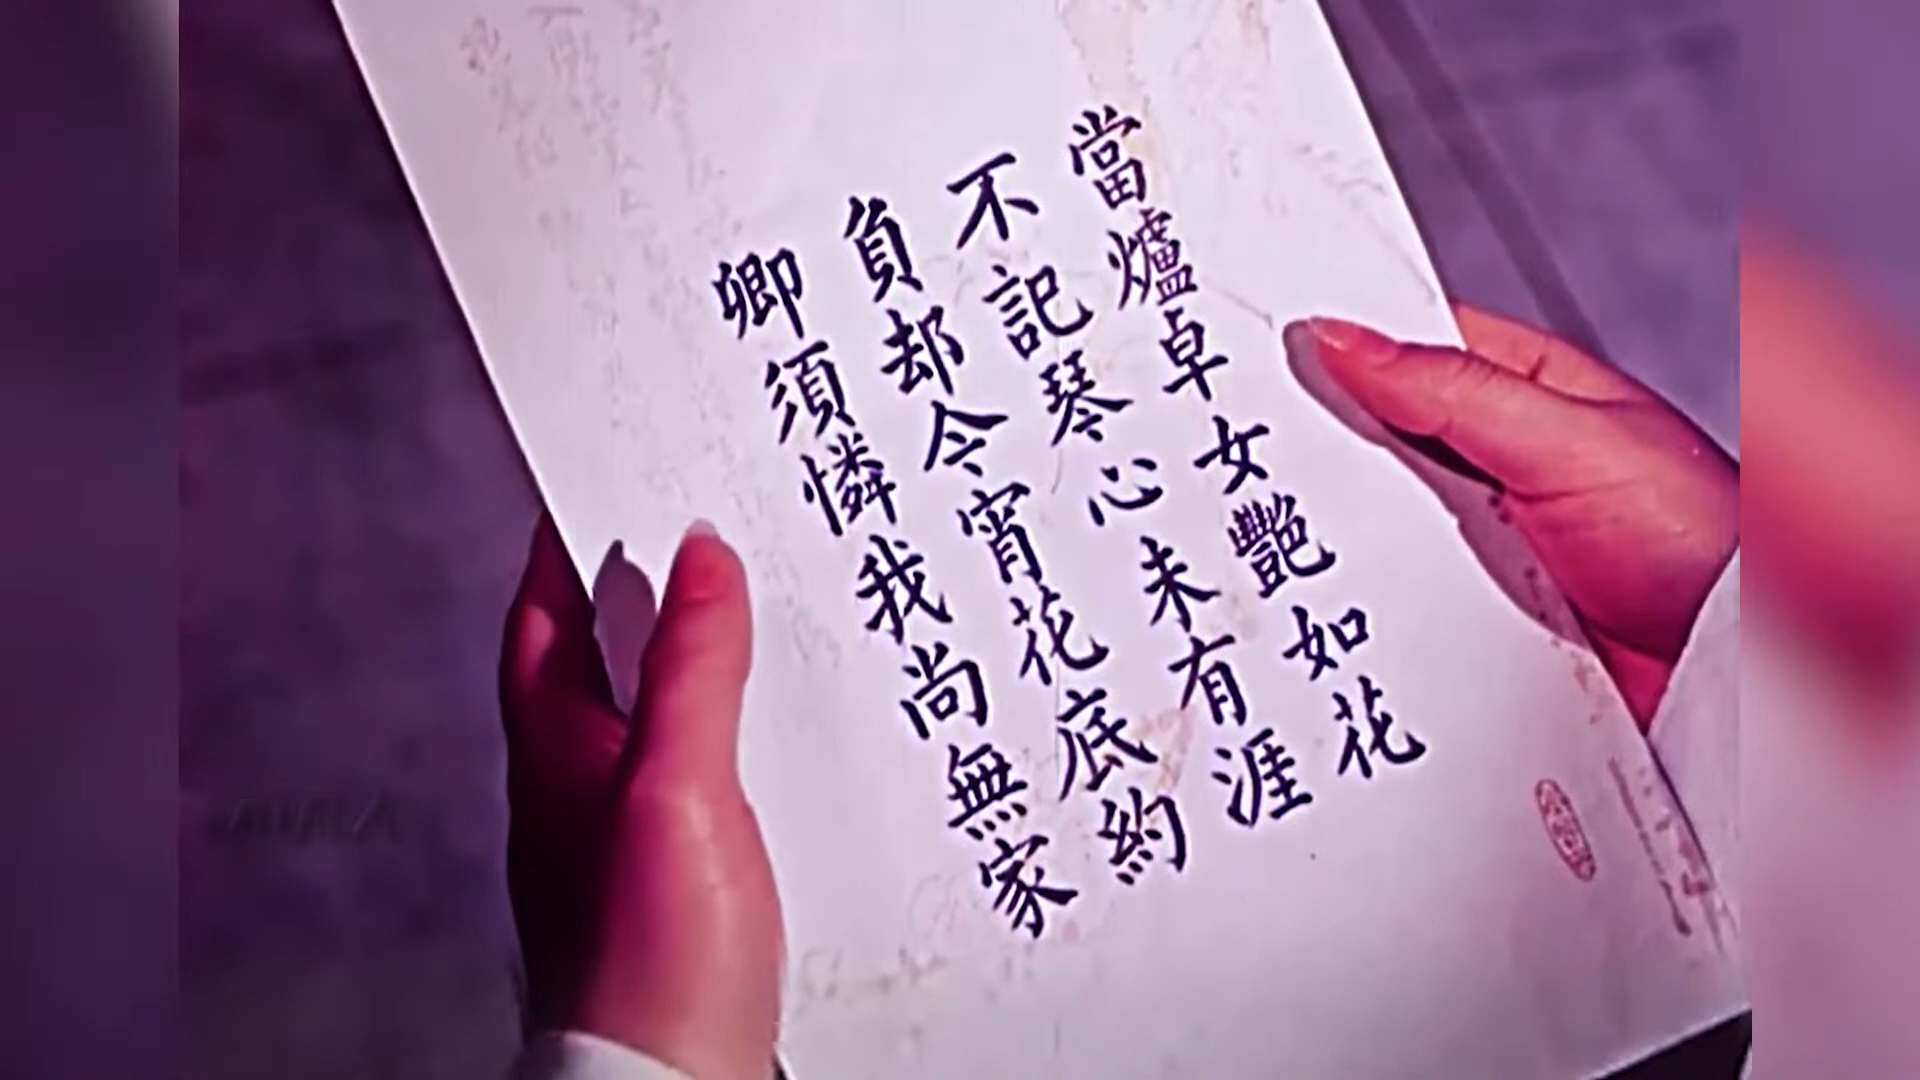 當爐卓女艷如花
不記琴心未有涯
負却今宵花底約
卿須憐我尚無家